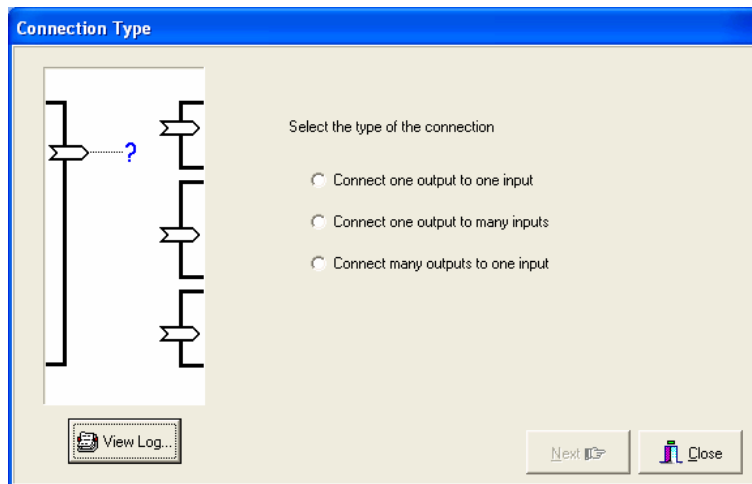 Connection Type
?
Select the type of the connection
Connect one output to one input
Connect one output to many inputs
Connect many outputs to one input
View Log...
Next
Close